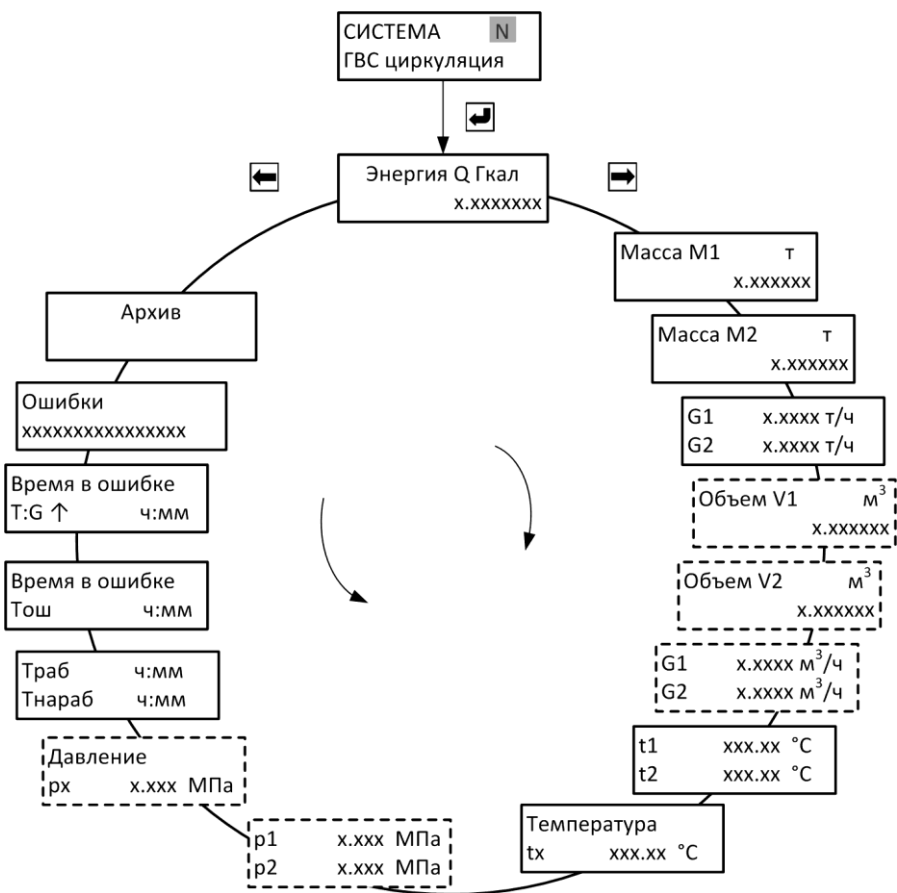 СИСТЕМА N
ГВС циркуляция
Энергия Q Гкал
x.xxxxxxx
Масса M1 т
x.xxxxxx
Масса M2 т
x.xxxxxx
G1 x.xxxx т/ч
G2 x.xxxx т/ч
Объем V1 м³
x.xxxxxx
Объем V2 м³
x.xxxxxx
G1 x.xxxx м³/ч
G2 x.xxxx м³/ч
t1 xxx.xx °C
t2 xxx.xx °C
Температура
tx xxx.xx °C
p1 x.xxx МПа
p2 x.xxx МПа
Давление
px x.xxx МПа
Траб ч:мм
Тнараб ч:мм
Время в ошибке
Тош ч:мм
Время в ошибке
T:G ↑ ч:мм
Ошибки
xxxxxxxxxxxxxxxx
Архив